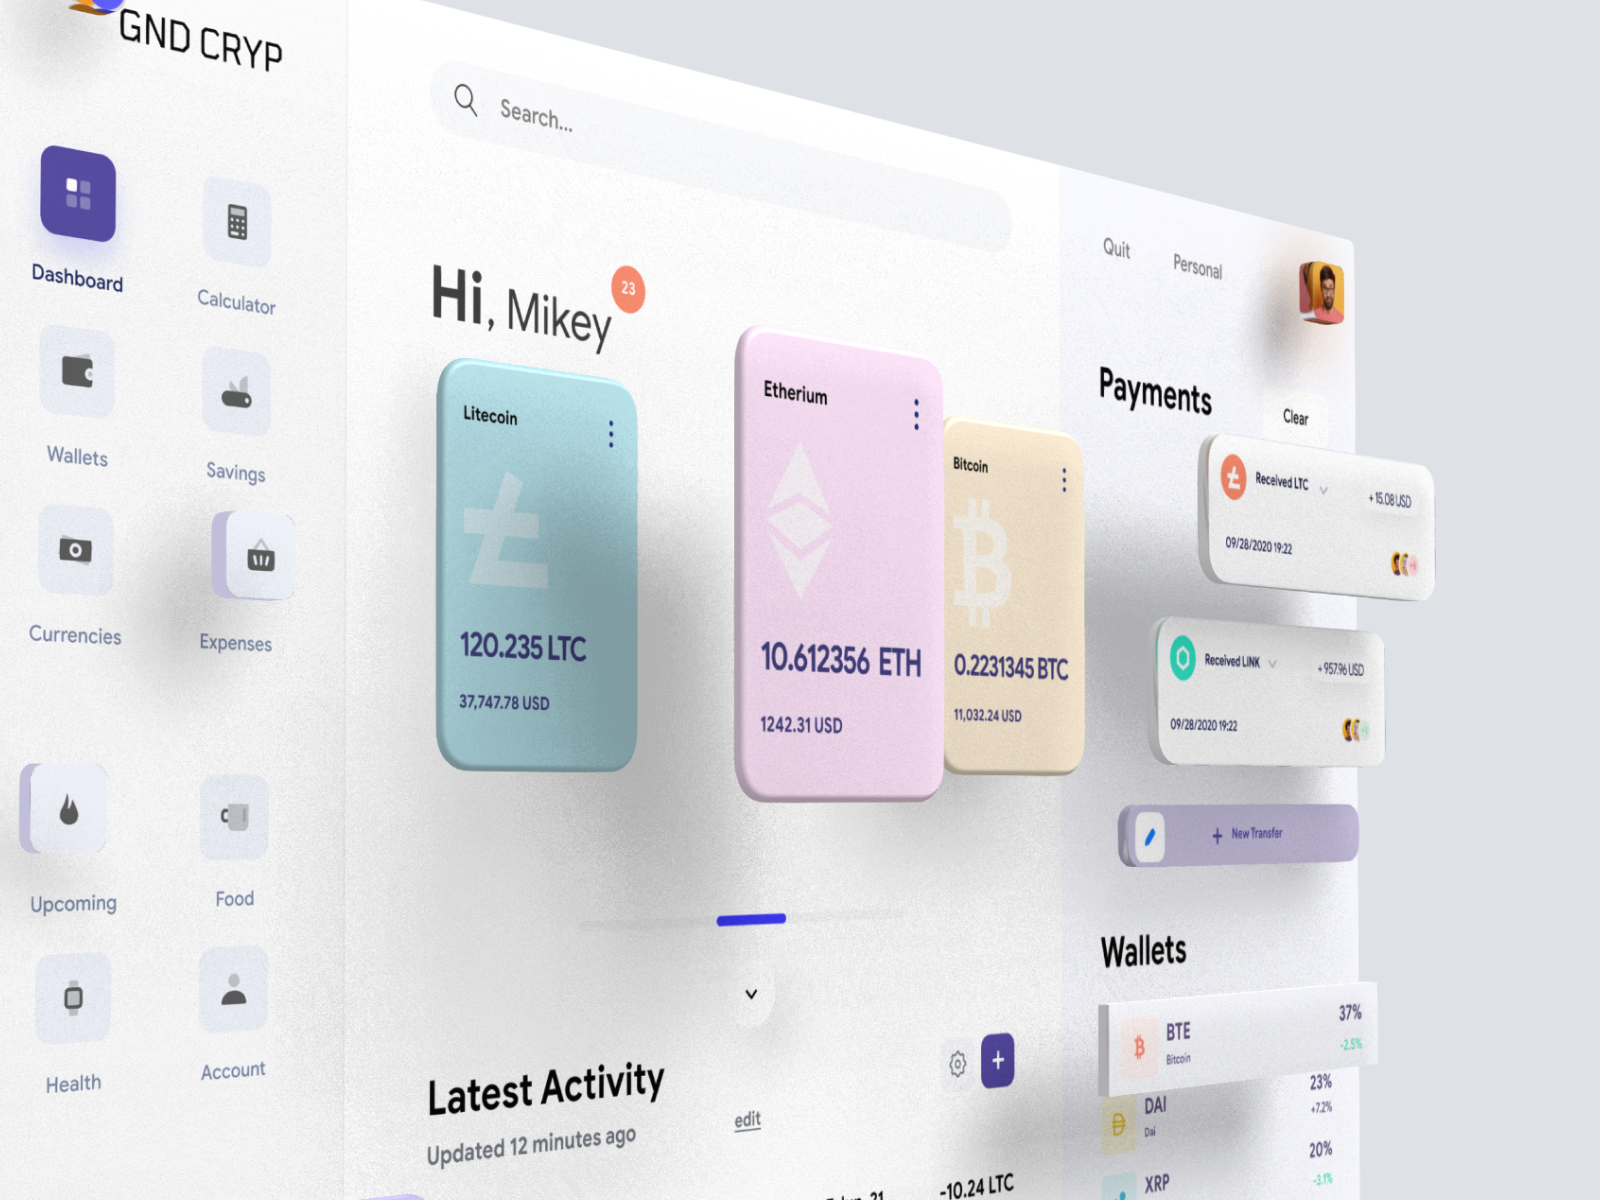 GND CRYP
Dashboard
Calculator
Wallets
Savings
Currencies
Expenses
Upcoming
Food
Health
Account
Search...
Hi, Mikey
23
Litecoin
120.235 LTC
37,747.78 USD
Etherium
10.612356 ETH
1242.31 USD
Bitcoin
0.2231345 BTC
11,032.24 USD
Latest Activity
Updated 12 minutes ago
edit
-10.24 LTC
Quit
Personal
Payments
Clear
Received LTC
+ 15.08 USD
09/28/2020 19:22
Received LINK
+ 957.96 USD
09/28/2020 19:22
+ New Transfer
Wallets
BTE
Bitcoin
37%
-2.5%
DAI
Dai
23%
+7.2%
XRP
20%
-3.1%